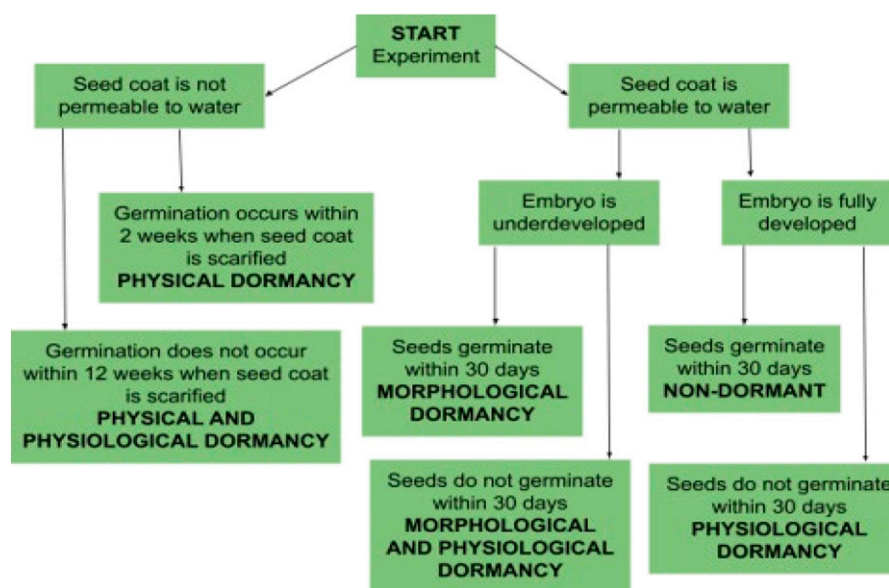 START
Experiment
Seed coat is not
permeable to water
Seed coat is
permeable to water
Germination occurs within
2 weeks when seed coat
is scarified
PHYSICAL DORMANCY
Embryo is
underdeveloped
Embryo is fully
developed
Germination does not occur
within 12 weeks when seed coat
is scarified
PHYSICAL AND
PHYSIOLOGICAL DORMANCY
Seeds germinate
within 30 days
MORPHOLOGICAL
DORMANCY
Seeds germinate
within 30 days
NON-DORMANT
Seeds do not germinate
within 30 days
MORPHOLOGICAL
AND PHYSIOLOGICAL
DORMANCY
Seeds do not germinate
within 30 days
PHYSIOLOGICAL
DORMANCY